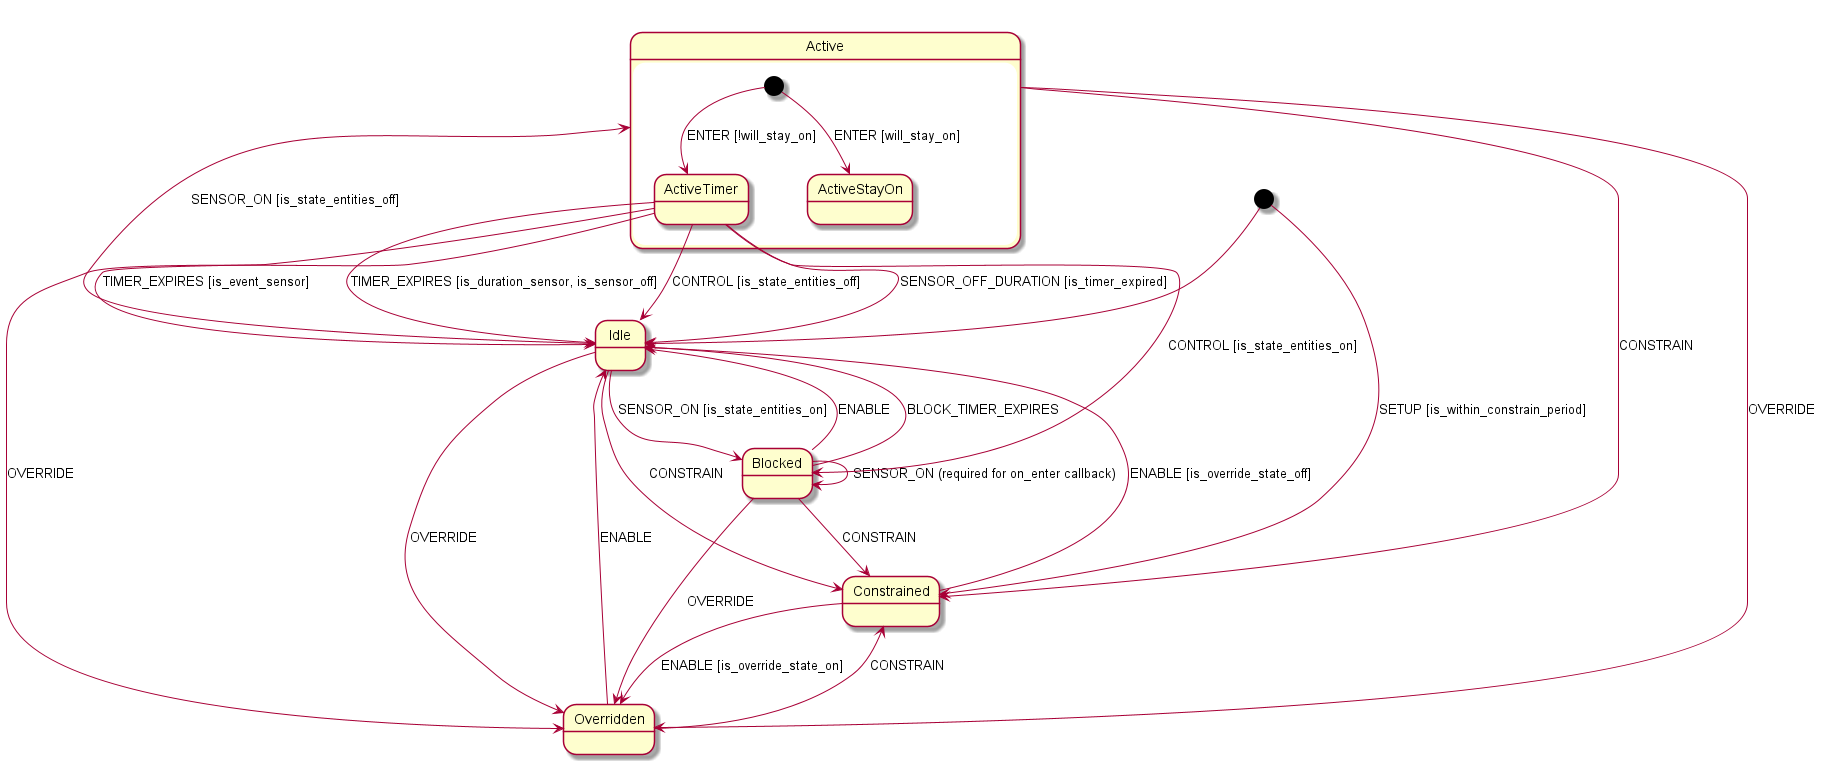 Active
ENTER [!will_stay_on]
ENTER [will_stay_on]
ActiveTimer
ActiveStayOn
SENSOR_ON [is_state_entities_off]
TIMER_EXPIRES [is_event_sensor]
TIMER_EXPIRES [is_duration_sensor, is_sensor_off]
CONTROL [is_state_entities_off]
SENSOR_OFF_DURATION [is_timer_expired]
Idle
CONTROL [is_state_entities_on]
CONSTRAIN
SENSOR_ON [is_state_entities_on]
ENABLE
BLOCK_TIMER_EXPIRES
SETUP [is_within_constrain_period]
OVERRIDE
Blocked
OVERRIDE
CONSTRAIN
SENSOR_ON (required for on_enter callback)
ENABLE [is_override_state_off]
OVERRIDE
ENABLE
CONSTRAIN
Constrained
OVERRIDE
ENABLE [is_override_state_on]
CONSTRAIN
Overridden